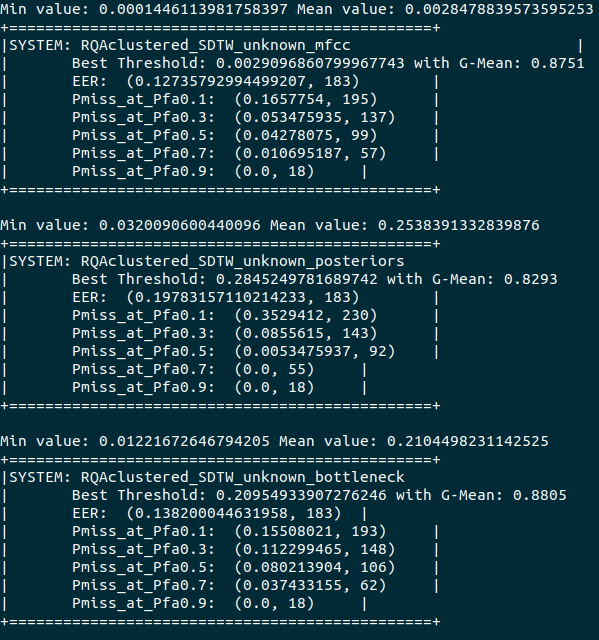 Min value: 0.0001446113981758397 Mean value: 0.0028478839573595253
+===============================================+
|SYSTEM: RQAclustered_SDTW_unknown_mfcc |
| Best Threshold: 0.0029096860799967743 with G-Mean: 0.8751
| EER: (0.12735792994499207, 183) |
| Pmiss_at_Pfa0.1: (0.1657754, 195) |
| Pmiss_at_Pfa0.3: (0.053475935, 137) |
| Pmiss_at_Pfa0.5: (0.04278075, 99) |
| Pmiss_at_Pfa0.7: (0.010695187, 57) |
| Pmiss_at_Pfa0.9: (0.0, 18) |
+===============================================+
Min value: 0.0320090600440096 Mean value: 0.2538391332839876
+===============================================+
|SYSTEM: RQAclustered_SDTW_unknown_posteriors
| Best Threshold: 0.2845249781689742 with G-Mean: 0.8293
| EER: (0.19783157110214233, 183) |
| Pmiss_at_Pfa0.1: (0.3529412, 230) |
| Pmiss_at_Pfa0.3: (0.0855615, 143) |
| Pmiss_at_Pfa0.5: (0.0053475937, 92) |
| Pmiss_at_Pfa0.7: (0.0, 55) |
| Pmiss_at_Pfa0.9: (0.0, 18) |
+===============================================+
Min value: 0.01221672646794205 Mean value: 0.2104498231142525
+===============================================+
|SYSTEM: RQAclustered_SDTW_unknown_bottleneck
| Best Threshold: 0.20954933907276246 with G-Mean: 0.8805
| EER: (0.138200044631958, 183) |
| Pmiss_at_Pfa0.1: (0.15508021, 193) |
| Pmiss_at_Pfa0.3: (0.112299465, 148) |
| Pmiss_at_Pfa0.5: (0.080213904, 106) |
| Pmiss_at_Pfa0.7: (0.037433155, 62) |
| Pmiss_at_Pfa0.9: (0.0, 18) |
+===============================================+